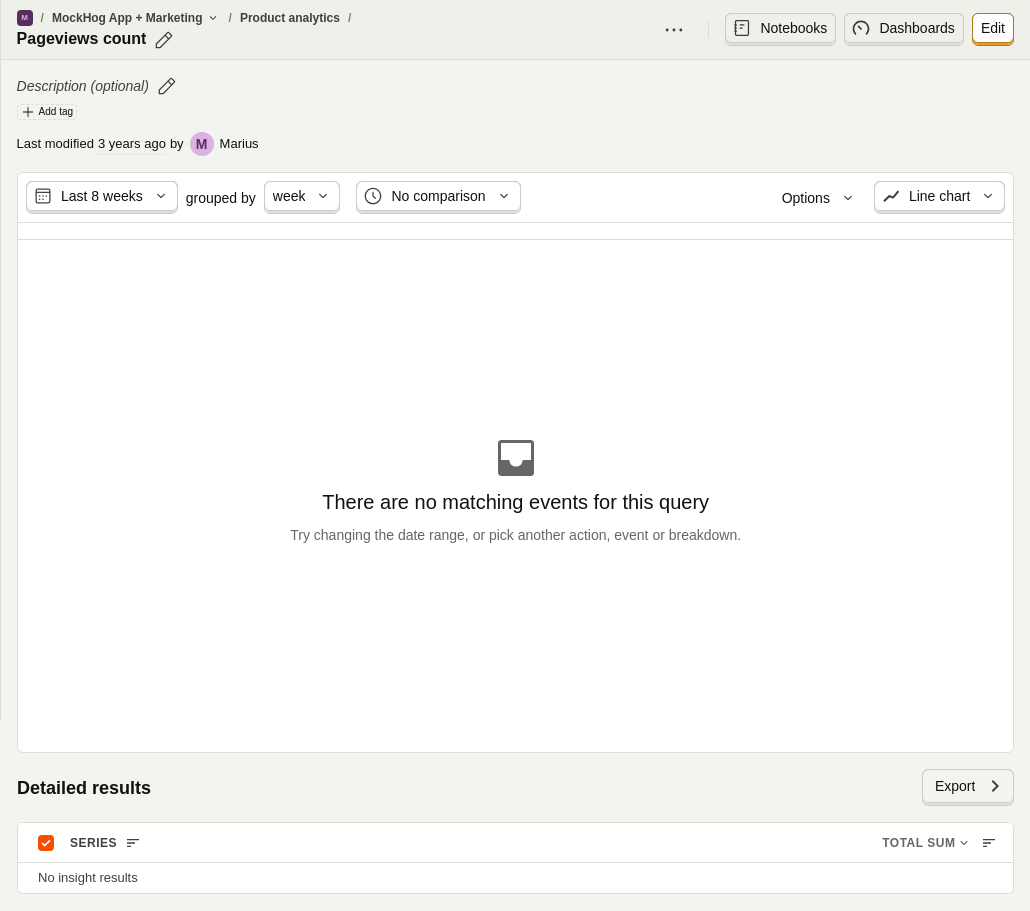 M / MockHog App + Marketing / Product analytics /
Pageviews count
Notebooks
Dashboards
Edit
Description (optional)
Add tag
Last modified 3 years ago by M Marius
Last 8 weeks grouped by week No comparison Options Line chart
There are no matching events for this query
Try changing the date range, or pick another action, event or breakdown.
Detailed results
Export
SERIES TOTAL SUM
No insight results